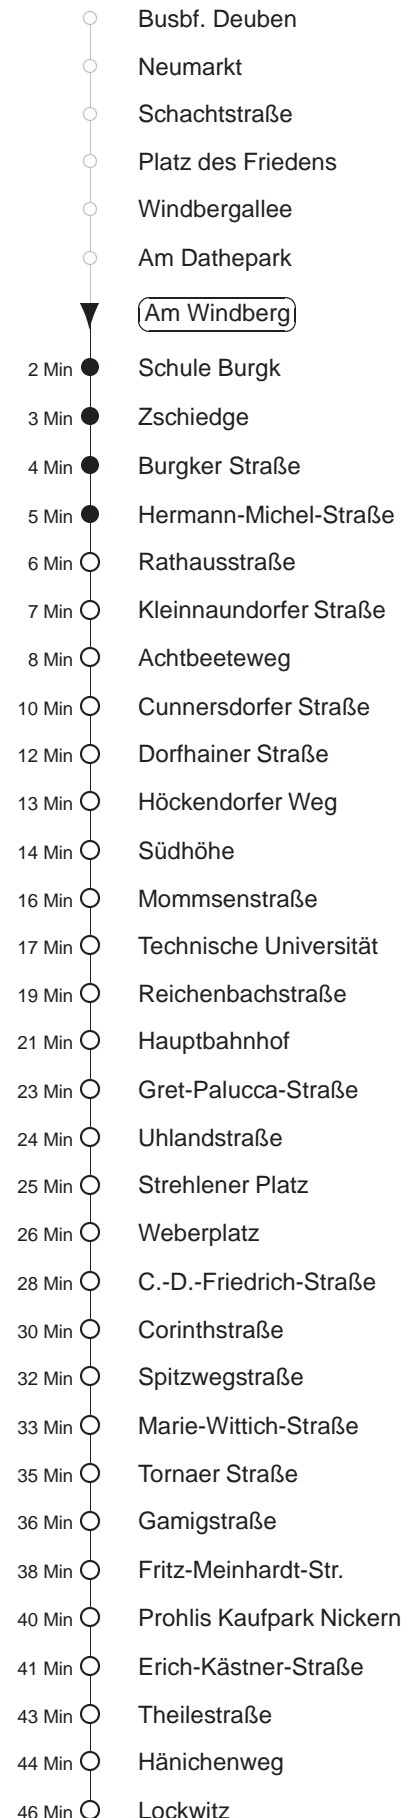 Busbf. Deuben
Neumarkt
Schachtstraße
Platz des Friedens
Windbergallee
Am Dathepark
Am Windberg
2 Min Schule Burgk
3 Min Zschiedge
4 Min Burgker Straße
5 Min Hermann-Michel-Straße
6 Min Rathausstraße
7 Min Kleinnaundorfer Straße
8 Min Achtbeeteweg
10 Min Cunnersdorfer Straße
12 Min Dorfhainer Straße
13 Min Höckendorfer Weg
14 Min Südhöhe
16 Min Mommsenstraße
17 Min Technische Universität
19 Min Reichenbachstraße
21 Min Hauptbahnhof
23 Min Gret-Palucca-Straße
24 Min Uhlandstraße
25 Min Strehlener Platz
26 Min Weberplatz
28 Min C.-D.-Friedrich-Straße
30 Min Corinthstraße
32 Min Spitzwegstraße
33 Min Marie-Wittich-Straße
35 Min Tornaer Straße
36 Min Gamigstraße
38 Min Fritz-Meinhardt-Str.
40 Min Prohlis Kaufpark Nickern
41 Min Erich-Kästner-Straße
43 Min Theilestraße
44 Min Hänichenweg
46 Min Lockwitz